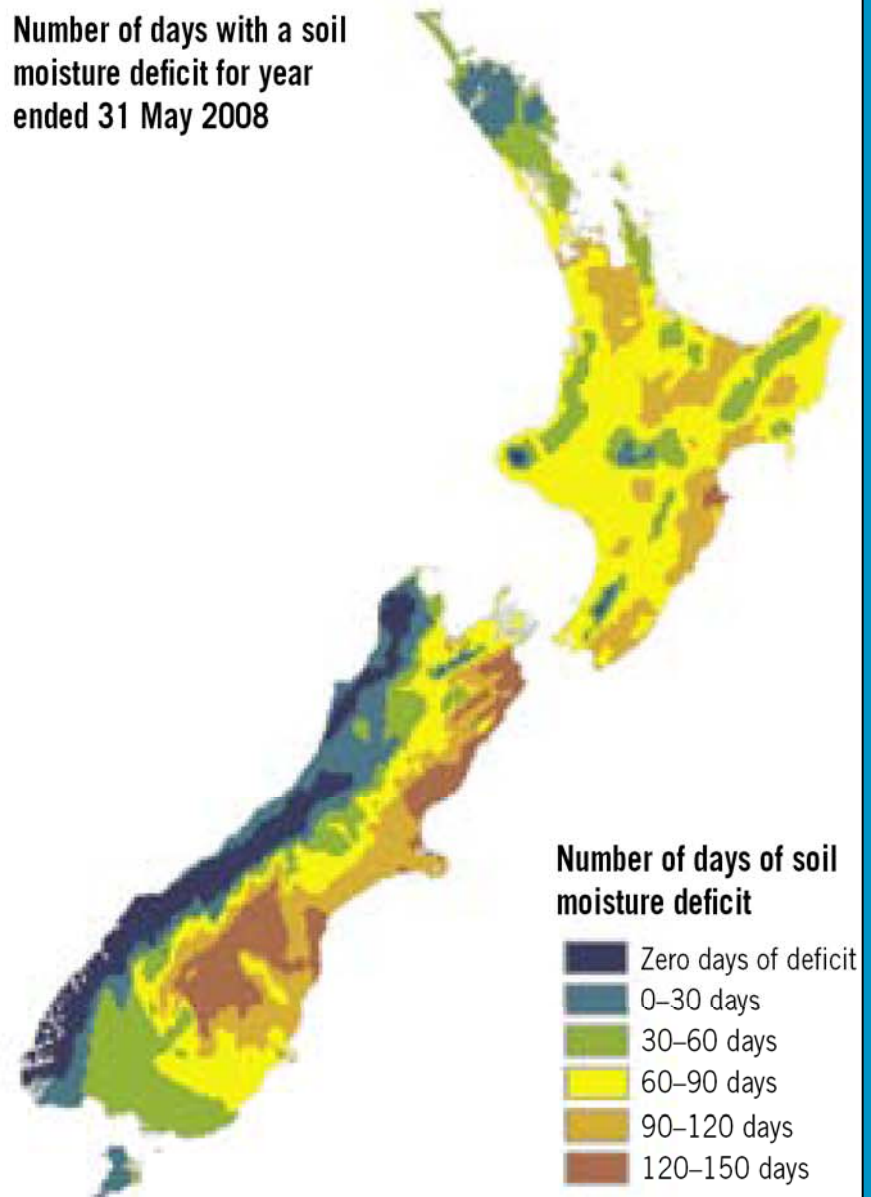 Number of days with a soil
moisture deficit for year
ended 31 May 2008
Number of days of soil
moisture deficit
Zero days of deficit
0–30 days
30–60 days
60–90 days
90–120 days
120–150 days